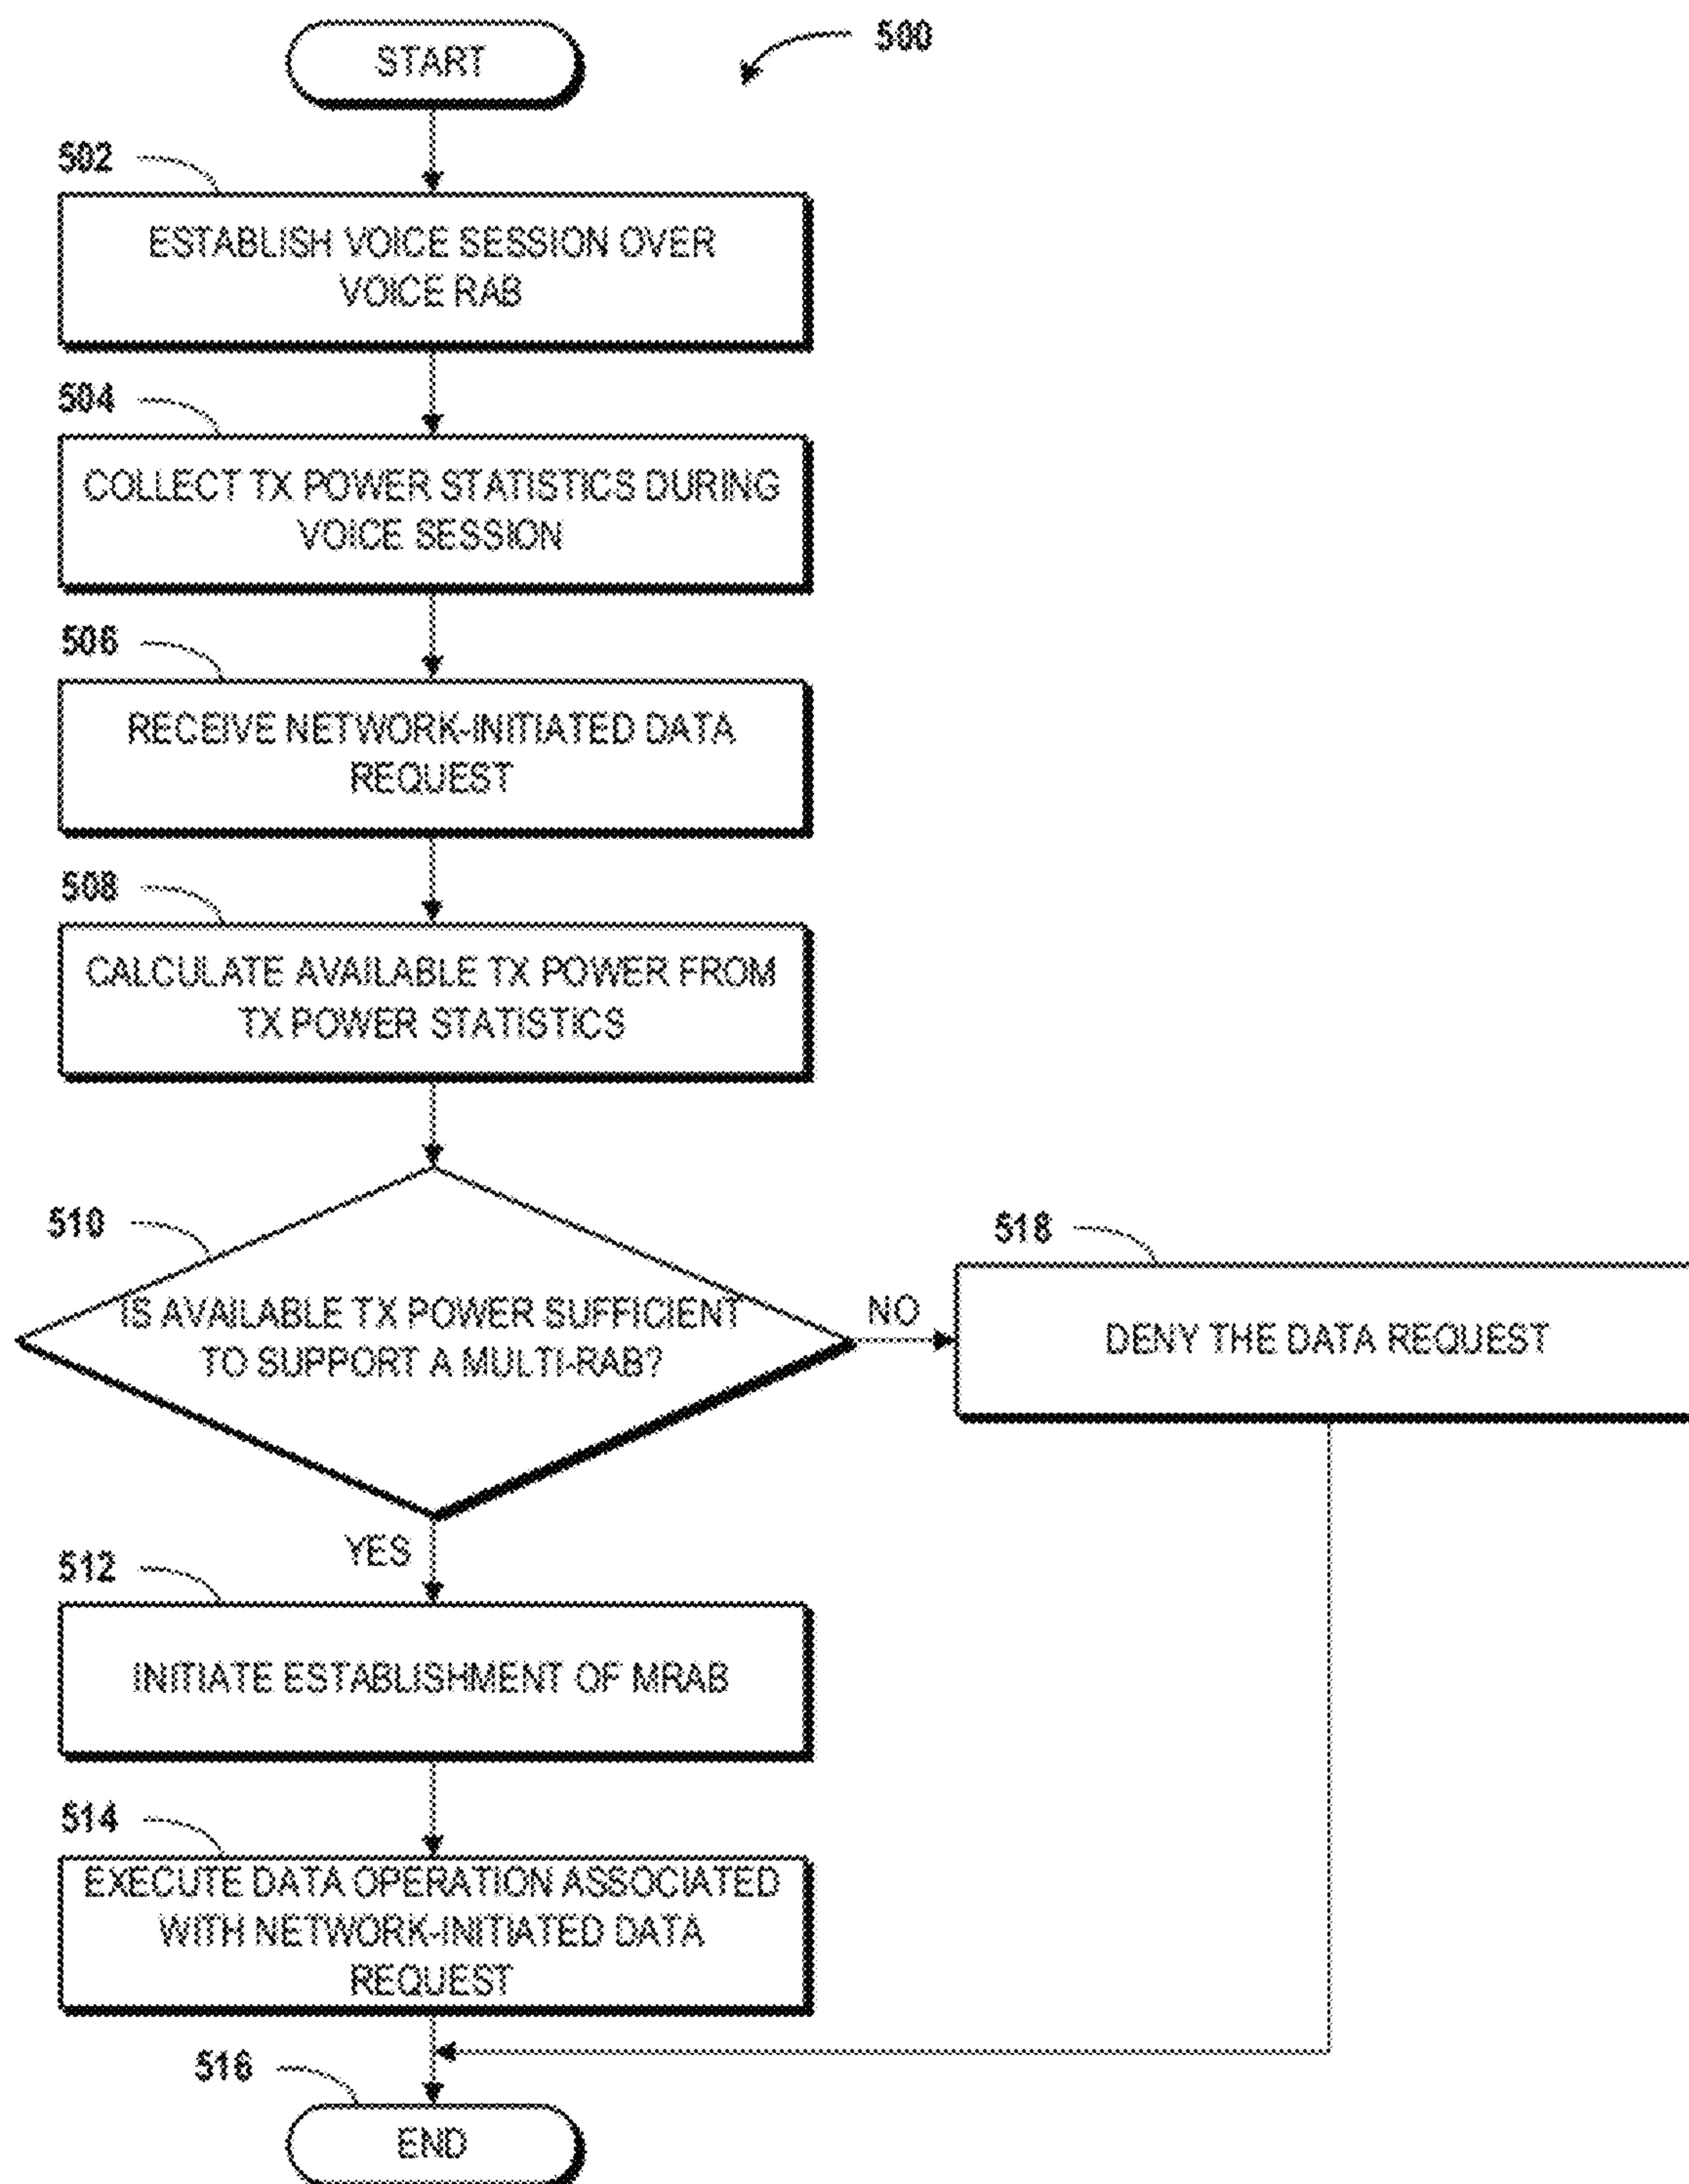 START
500
502
ESTABLISH VOICE SESSION OVER
VOICE RAB
504
COLLECT TX POWER STATISTICS DURING
VOICE SESSION
506
RECEIVE NETWORK-INITIATED DATA
REQUEST
508
CALCULATE AVAILABLE TX POWER FROM
TX POWER STATISTICS
510
IS AVAILABLE TX POWER SUFFICIENT
TO SUPPORT A MULTI-RAB?
NO
518
DENY THE DATA REQUEST
YES
512
INITIATE ESTABLISHMENT OF MRAB
514
EXECUTE DATA OPERATION ASSOCIATED
WITH NETWORK-INITIATED DATA
REQUEST
516
END